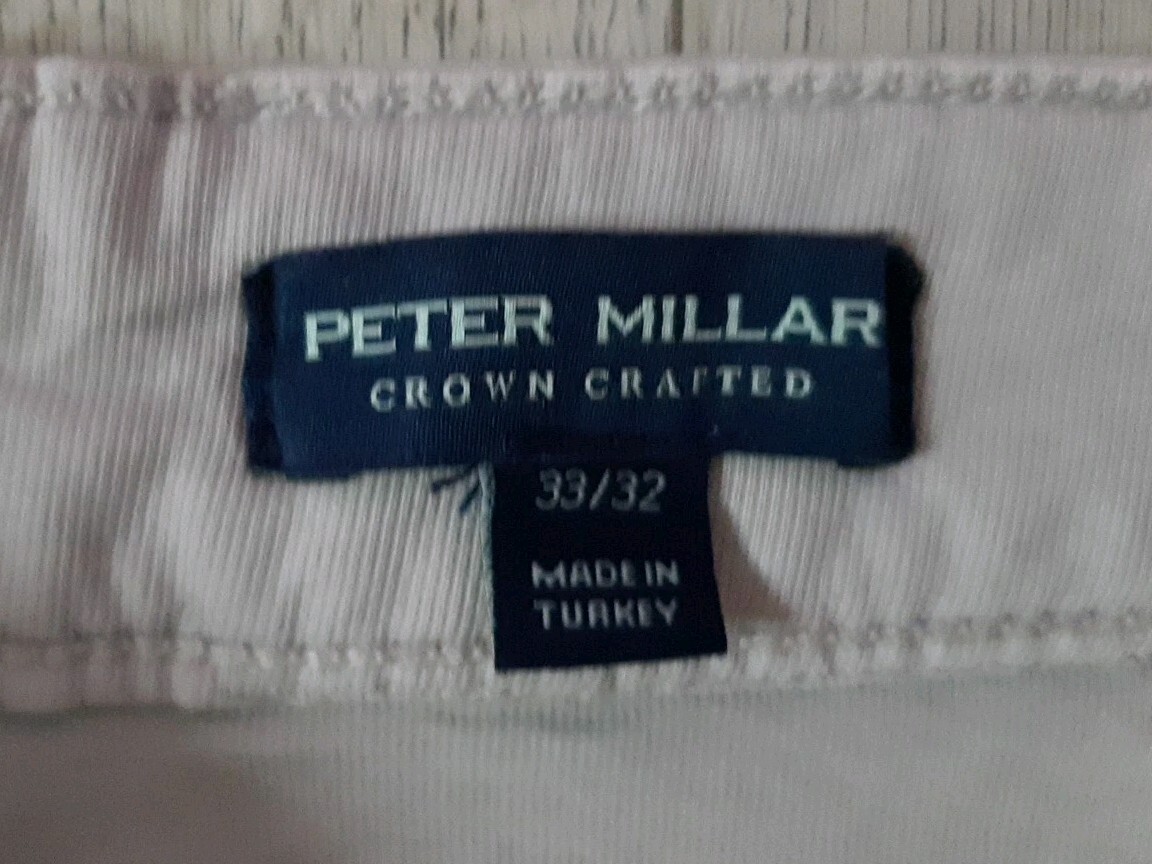 PETER MILLAR
CROWN CRAFTED
33/32
MADE IN
TURKEY